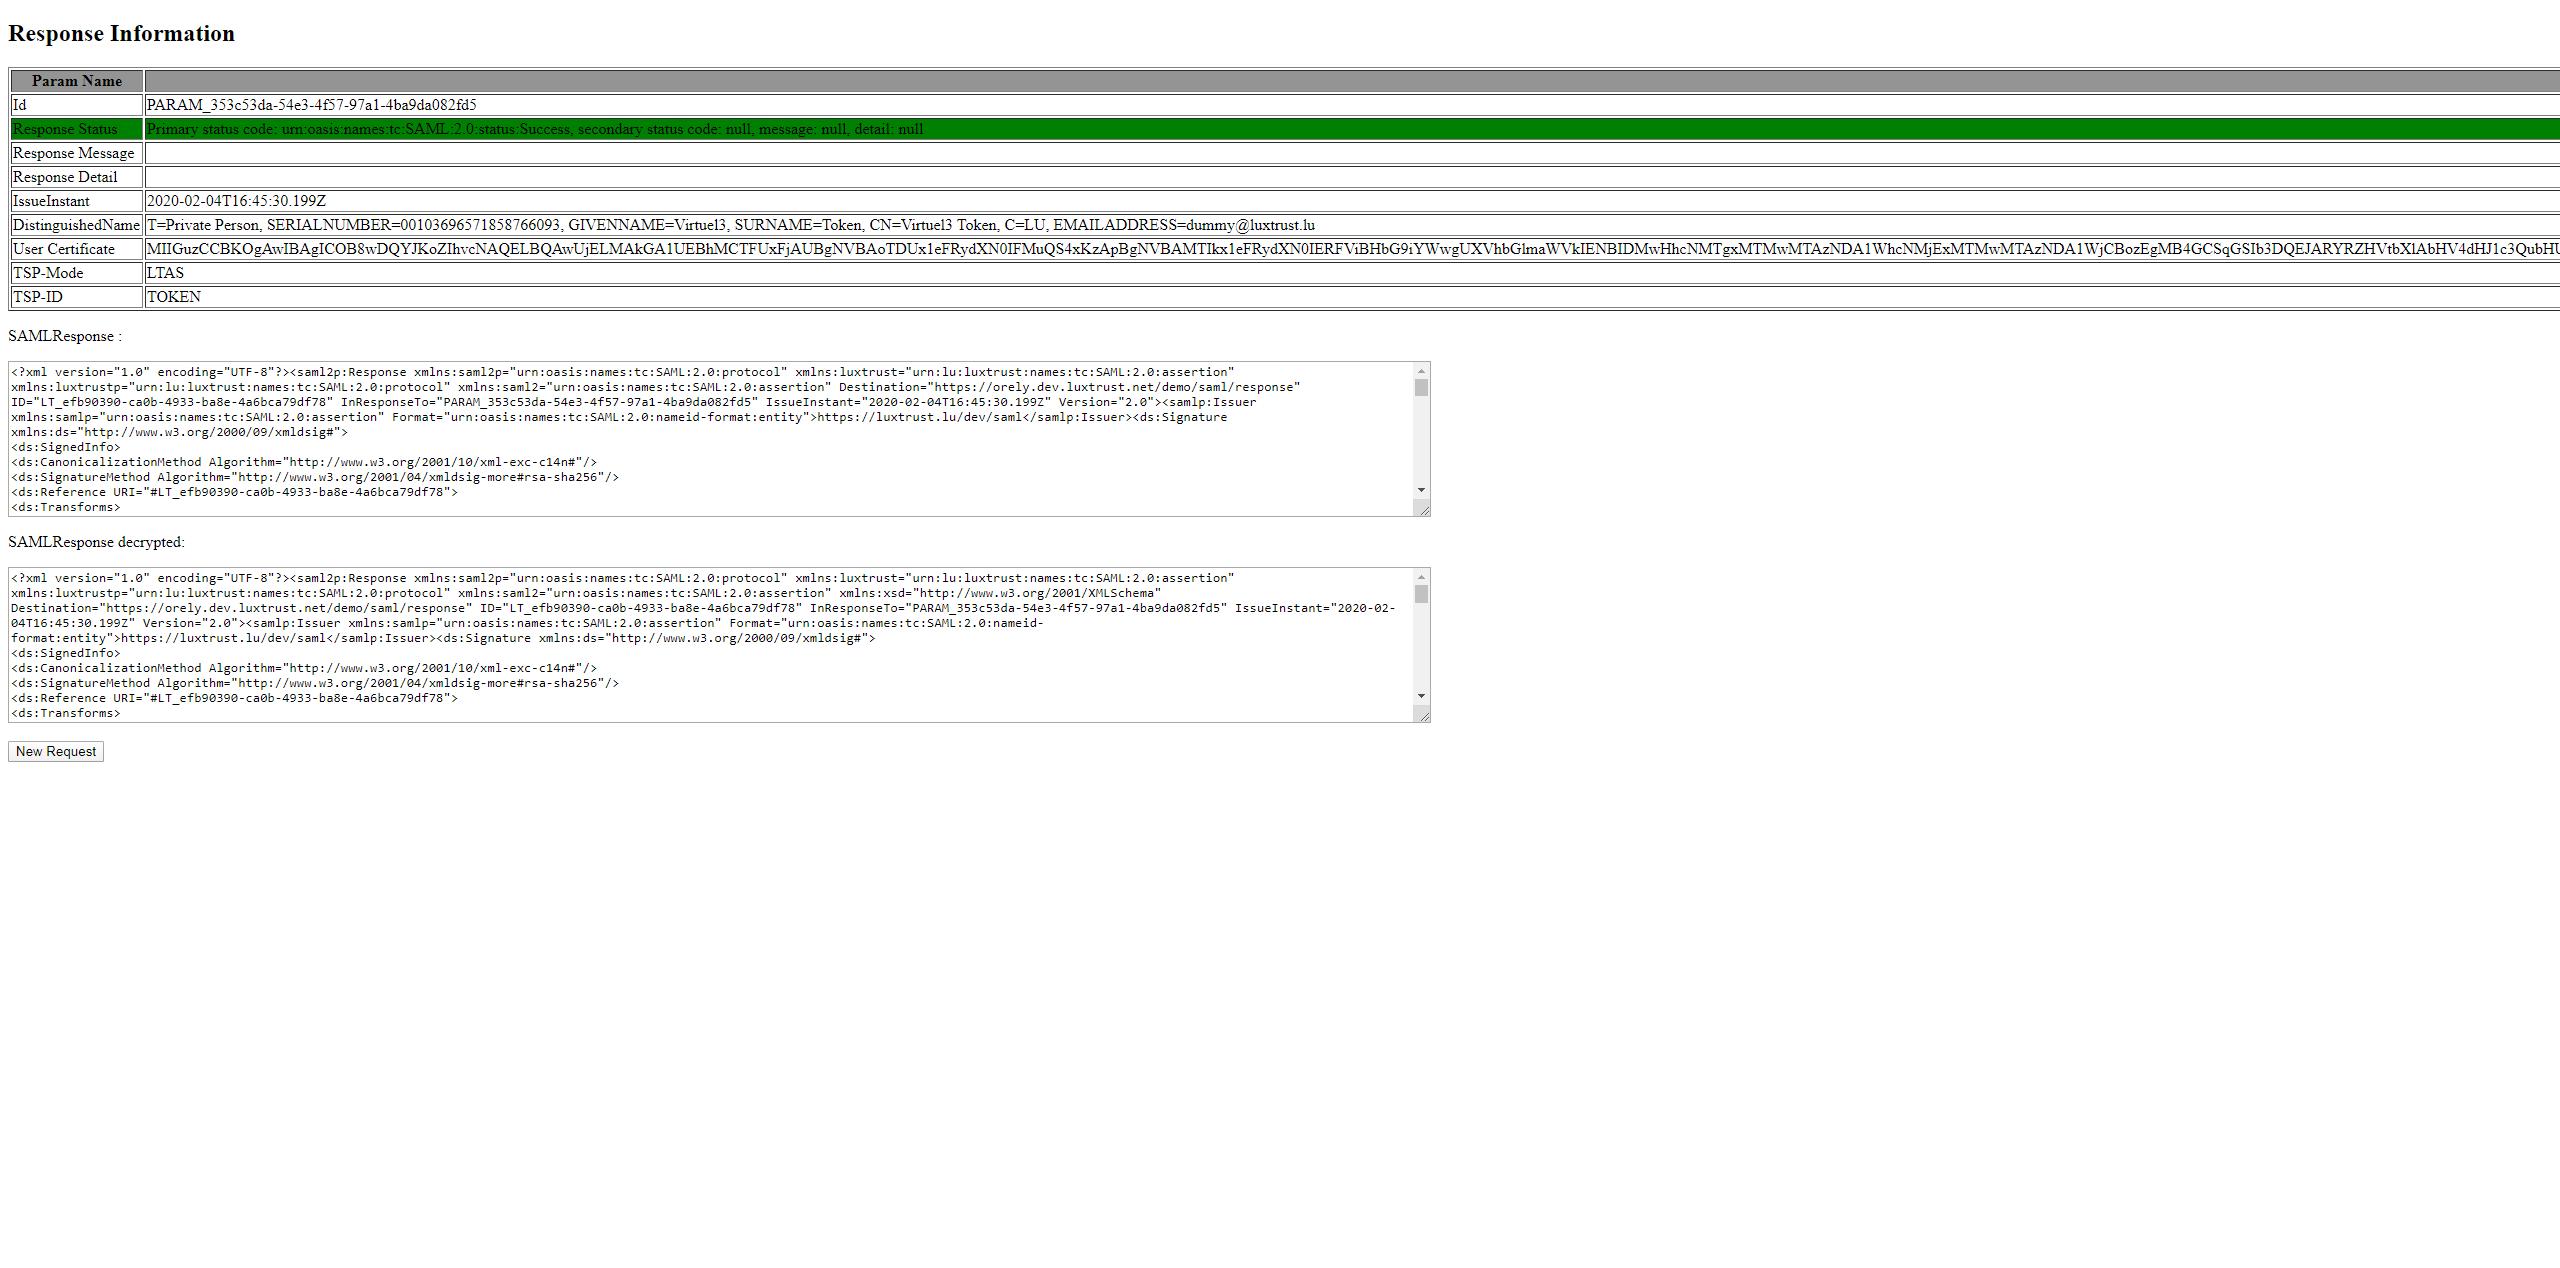 Response Information
Param Name
Id PARAM_353c53da-54e3-4f57-97a1-4ba9da082fd5
Response Status Primary status code: urn:oasis:names:tc:SAML:2.0:status:Success, secondary status code: null, message: null, detail: null
Response Message
Response Detail
IssueInstant 2020-02-04T16:45:30.199Z
DistinguishedName T=Private Person, SERIALNUMBER=00103696571858766093, GIVENNAME=Virtuel3, SURNAME=Token, CN=Virtuel3 Token, C=LU, EMAILADDRESS=dummy@luxtrust.lu
User Certificate
TSP-Mode LTAS
TSP-ID TOKEN
SAMLResponse :
<?xml version="1.0" encoding="UTF-8"?><saml2p:Response xmlns:saml2p="urn:oasis:names:tc:SAML:2.0:protocol" xmlns:luxtrust="urn:lu:luxtrust:names:tc:SAML:2.0:assertion"
xmlns:luxtrustp="urn:lu:luxtrust:names:tc:SAML:2.0:protocol" xmlns:saml2="urn:oasis:names:tc:SAML:2.0:assertion" Destination="https://orely.dev.luxtrust.net/demo/saml/response"
ID="LT_efb90390-ca0b-4933-ba8e-4a6bca79df78" InResponseTo="PARAM_353c53da-54e3-4f57-97a1-4ba9da082fd5" IssueInstant="2020-02-04T16:45:30.199Z" Version="2.0"><samlp:Issuer
xmlns:samlp="urn:oasis:names:tc:SAML:2.0:assertion" Format="urn:oasis:names:tc:SAML:2.0:nameid-format:entity">https://luxtrust.lu/dev/saml</samlp:Issuer><ds:Signature
xmlns:ds="http://www.w3.org/2000/09/xmldsig#">
<ds:SignedInfo>
<ds:CanonicalizationMethod Algorithm="http://www.w3.org/2001/10/xml-exc-c14n#"/>
<ds:SignatureMethod Algorithm="http://www.w3.org/2001/04/xmldsig-more#rsa-sha256"/>
<ds:Reference URI="#LT_efb90390-ca0b-4933-ba8e-4a6bca79df78">
<ds:Transforms>
SAMLResponse decrypted:
<?xml version="1.0" encoding="UTF-8"?><saml2p:Response xmlns:saml2p="urn:oasis:names:tc:SAML:2.0:protocol" xmlns:luxtrust="urn:lu:luxtrust:names:tc:SAML:2.0:assertion"
xmlns:luxtrustp="urn:lu:luxtrust:names:tc:SAML:2.0:protocol" xmlns:saml2="urn:oasis:names:tc:SAML:2.0:assertion" xmlns:xsd="http://www.w3.org/2001/XMLSchema"
Destination="https://orely.dev.luxtrust.net/demo/saml/response" ID="LT_efb90390-ca0b-4933-ba8e-4a6bca79df78" InResponseTo="PARAM_353c53da-54e3-4f57-97a1-4ba9da082fd5" IssueInstant="2020-02-
04T16:45:30.199Z" Version="2.0"><samlp:Issuer xmlns:samlp="urn:oasis:names:tc:SAML:2.0:assertion" Format="urn:oasis:names:tc:SAML:2.0:nameid-
format:entity">https://luxtrust.lu/dev/saml</samlp:Issuer><ds:Signature xmlns:ds="http://www.w3.org/2000/09/xmldsig#">
<ds:SignedInfo>
<ds:CanonicalizationMethod Algorithm="http://www.w3.org/2001/10/xml-exc-c14n#"/>
<ds:SignatureMethod Algorithm="http://www.w3.org/2001/04/xmldsig-more#rsa-sha256"/>
<ds:Reference URI="#LT_efb90390-ca0b-4933-ba8e-4a6bca79df78">
<ds:Transforms>
New Request